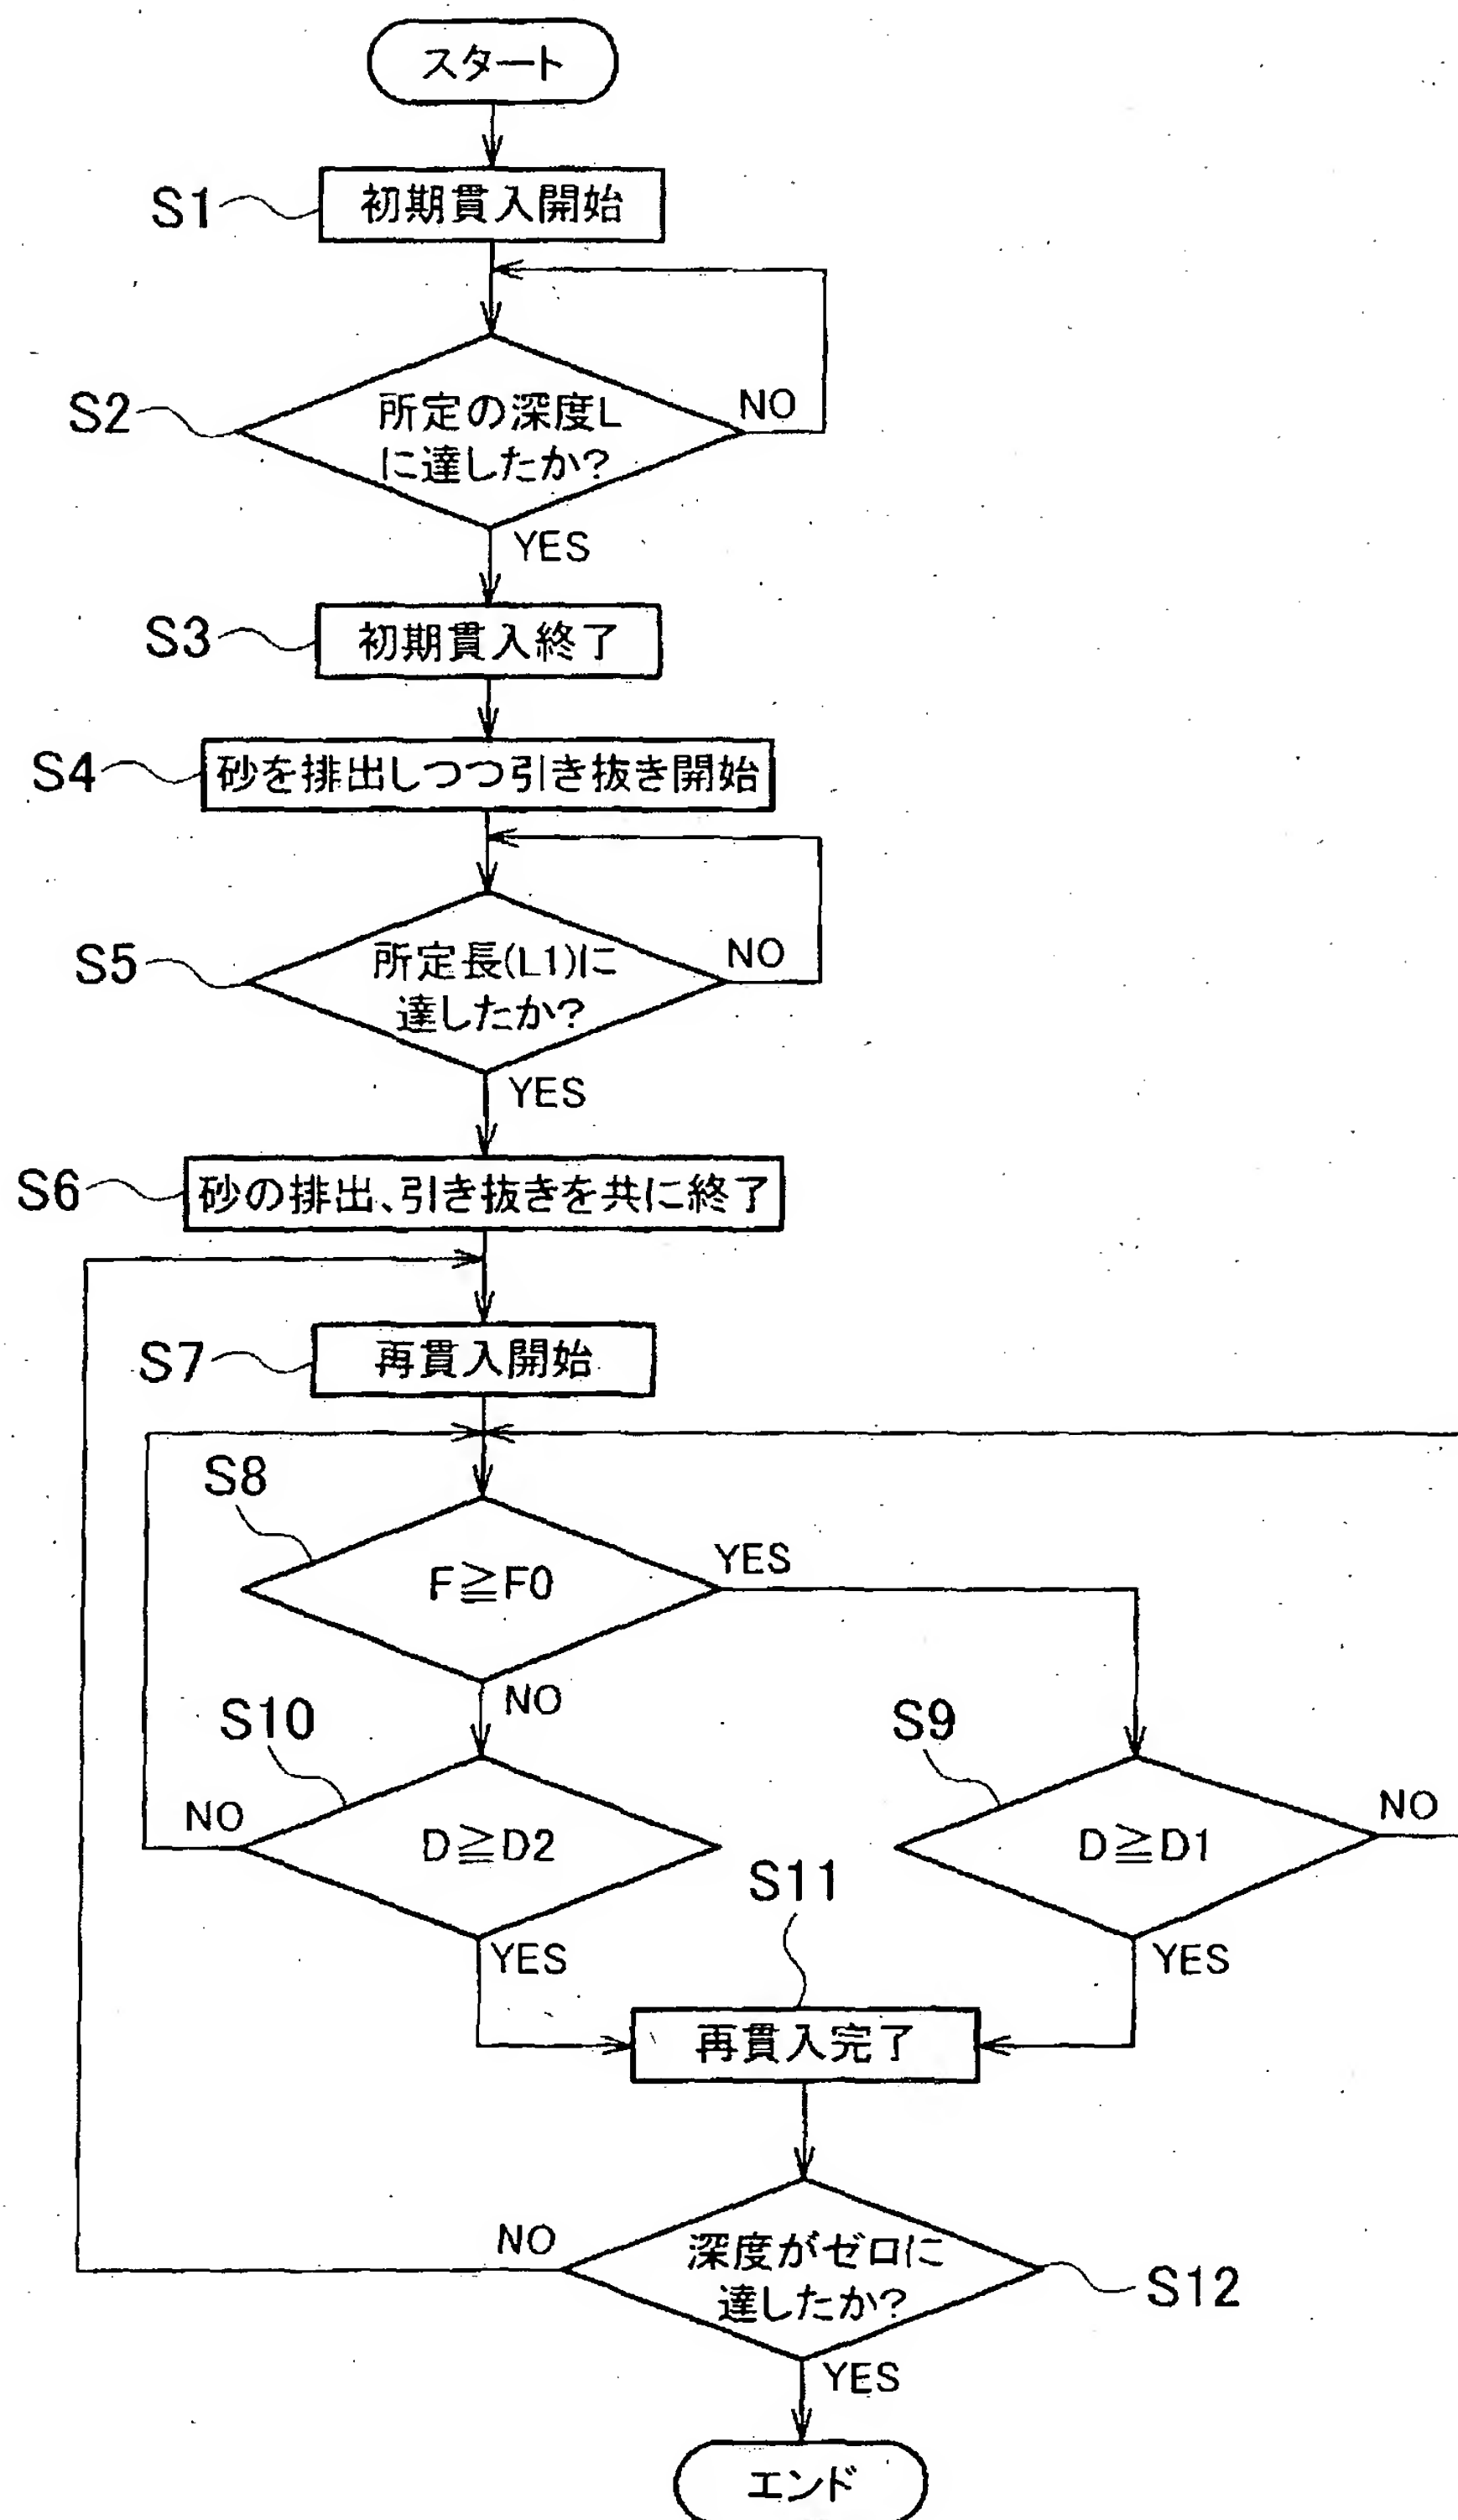 スタート
S1
初期貫入開始
S2
所定の深度L
に達したか?
NO
YES
S3
初期貫入終了
S4
砂を排出しつつ引き抜き開始
S5
所定長(L1)に
達したか?
NO
YES
S6
砂の排出、引き抜きを共に終了
S7
再貫入開始
S8
F≧F0
YES
NO
S10
D≧D2
NO
YES
S9
D≧D1
NO
YES
S11
再貫入完了
S12
深度がゼロに
達したか?
NO
YES
エンド